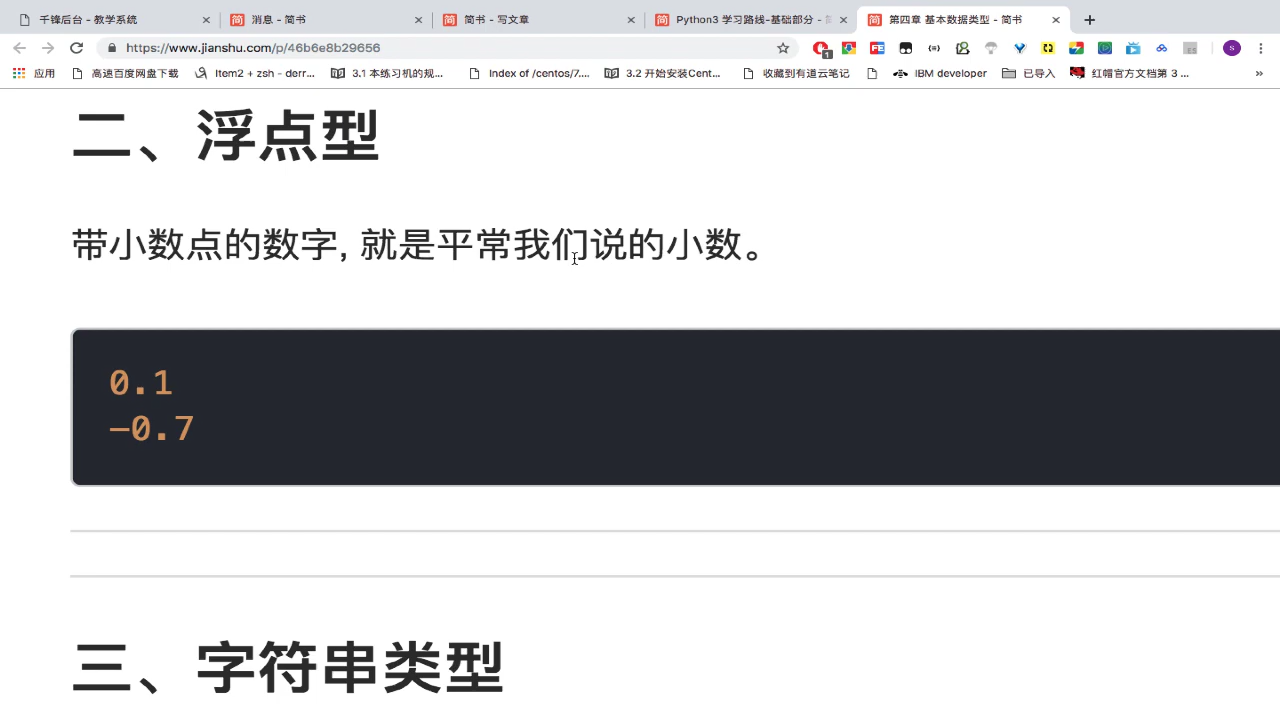 千锋后台 - 教学系统
简 消息 - 简书
简 简书 - 写文章
简 Python3 学习路线-基础部分 -
简 第四章 基本数据类型 - 简书
https://www.jianshu.com/p/46b6e8b29656
1
FE
S
应用
高速百度网盘下载
Item2 + zsh - derr...
3.1 本练习机的规...
Index of /centos/7....
3.2 开始安装Cent...
收藏到有道云笔记
IBM developer
已导入
红帽官方文档第 3 ...
»
二、浮点型
带小数点的数字, 就是平常我们说的小数。
0.1
-0.7
三、字符串类型